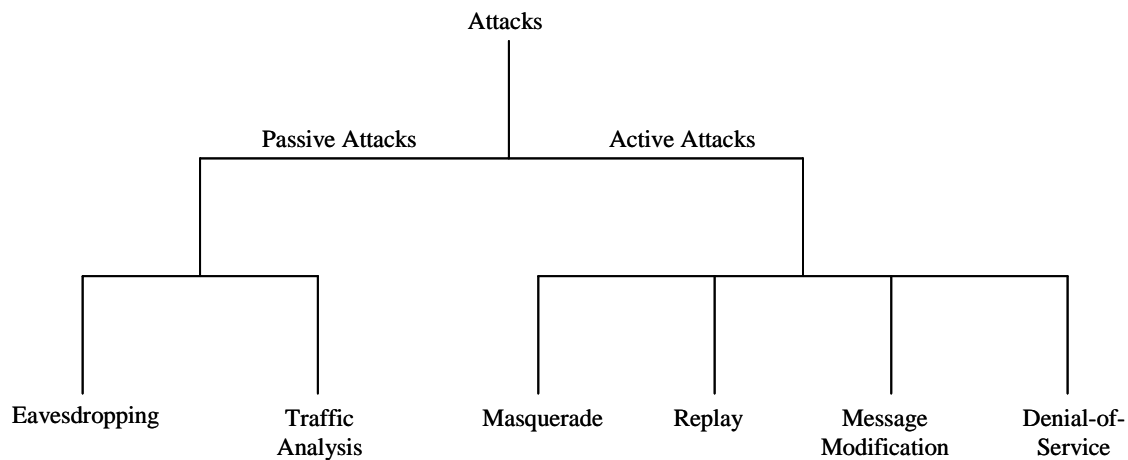 Attacks
Passive Attacks
Active Attacks
Eavesdropping
Traffic
Analysis
Masquerade
Replay
Message
Modification
Denial-of-
Service